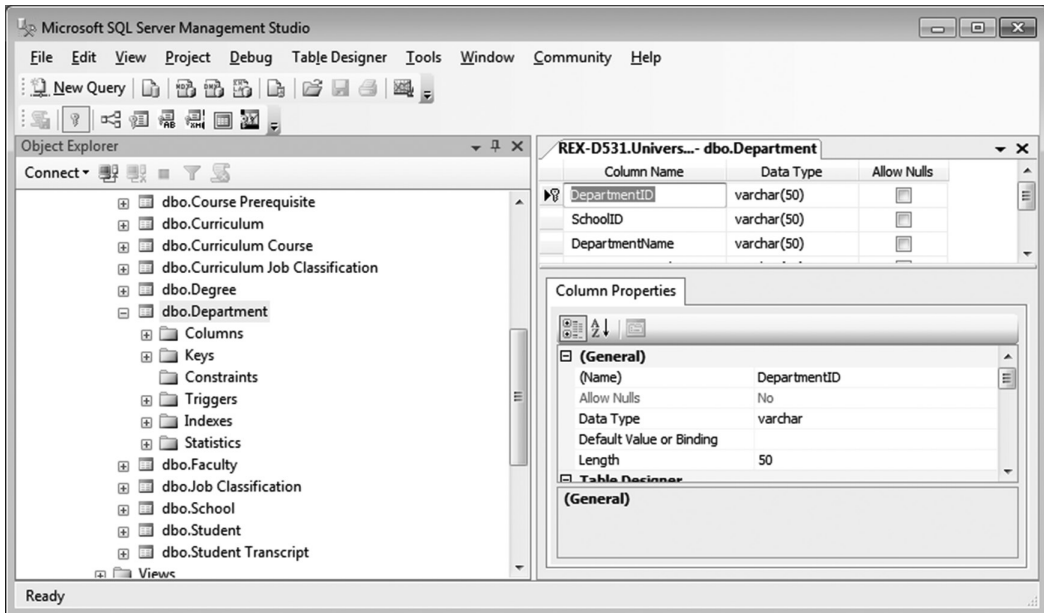 Microsoft SQL Server Management Studio
File Edit View Project Debug Table Designer Tools Window Community Help
New Query
Object Explorer
Connect
dbo.Course Prerequisite
dbo.Curriculum
dbo.Curriculum Course
dbo.Curriculum Job Classification
dbo.Degree
dbo.Department
Columns
Keys
Constraints
Triggers
Indexes
Statistics
dbo.Faculty
dbo.Job Classification
dbo.School
dbo.Student
dbo.Student Transcript
Views
REX-D531.Univers...- dbo.Department
Column Name Data Type Allow Nulls
DepartmentID varchar(50)
SchoolID varchar(50)
DepartmentName varchar(50)
Column Properties
(General)
(Name) DepartmentID
Allow Nulls No
Data Type varchar
Default Value or Binding
Length 50
Table Designer
(General)
Ready